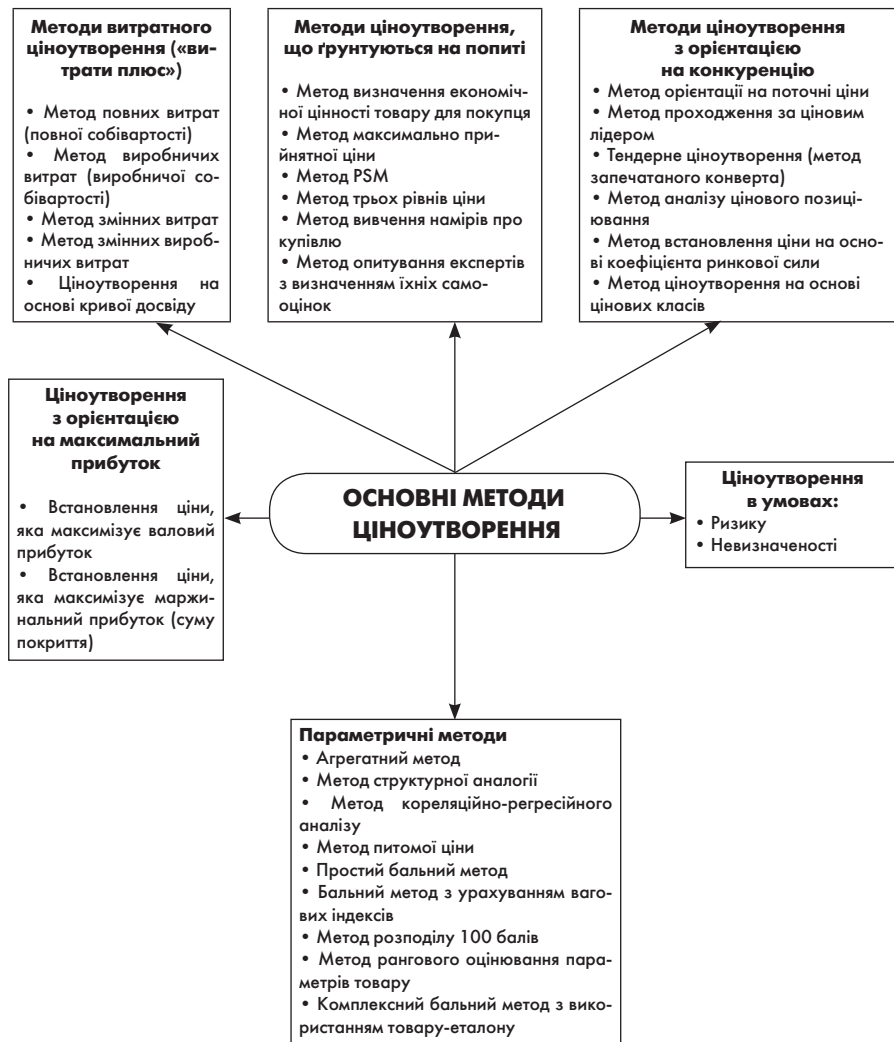 Методи витратного
ціноутворення («ви-
трати плюс»)
• Метод повних витрат
(повної собівартості)
• Метод виробничих
витрат (виробничої со-
бівартості)
• Метод змінних витрат
• Метод змінних вироб-
ничих витрат
• Ціноутворення на
основі кривої досвіду
Методи ціноутворення,
що ґрунтуються на попиті
• Метод визначення економіч-
ної цінності товару для покупця
• Метод максимально при-
йнятної ціни
• Метод PSM
• Метод трьох рівнів ціни
• Метод вивчення намірів про
купівлю
• Метод опитування експертів
з визначенням їхніх само-
оцінок
Методи ціноутворення
з орієнтацією
на конкуренцію
• Метод орієнтації на поточні ціни
• Метод проходження за ціновим
лідером
• Тендерне ціноутворення (метод
запечатаного конверта)
• Метод аналізу цінового позиці-
ювання
• Метод встановлення ціни на осно-
ві коефіцієнта ринкової сили
• Метод ціноутворення на основі
цінових класів
Ціноутворення
з орієнтацією
на максимальний
прибуток
• Встановлення ціни,
яка максимізує валовий
прибуток
• Встановлення ціни,
яка максимізує маржи-
нальний прибуток (суму
покриття)
ОСНОВНІ МЕТОДИ
ЦІНОУТВОРЕННЯ
Ціноутворення
в умовах:
• Ризику
• Невизначеності
Параметричні методи
• Агрегатний метод
• Метод структурної аналогії
• Метод кореляційно-регресійного
аналізу
• Метод питомої ціни
• Простий бальний метод
• Бальний метод з урахуванням ваго-
вих індексів
• Метод розподілу 100 балів
• Метод рангового оцінювання пара-
метрів товару
• Комплексний бальний метод з вико-
ристанням товару-еталону